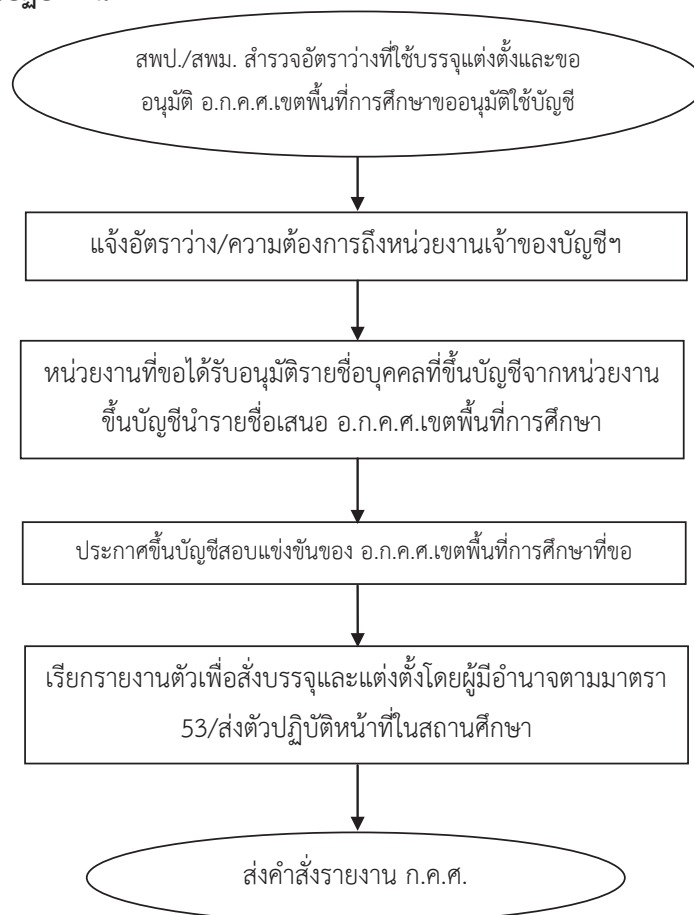 สพป./สพม. สำรวจอัตราว่างที่ใช้บรรจุแต่งตั้งและขอ
อนุมัติ อ.ก.ค.ศ.เขตพื้นที่การศึกษาขออนุมัติใช้บัญชี
แจ้งอัตราว่าง/ความต้องการถึงหน่วยงานเจ้าของบัญชีฯ
หน่วยงานที่ขอได้รับอนุมัติรายชื่อบุคคลที่ขึ้นบัญชีจากหน่วยงาน
ขึ้นบัญชีนำรายชื่อเสนอ อ.ก.ค.ศ.เขตพื้นที่การศึกษา
ประกาศขึ้นบัญชีสอบแข่งขันของ อ.ก.ค.ศ.เขตพื้นที่การศึกษาที่ขอ
เรียกรายงานตัวเพื่อสั่งบรรจุและแต่งตั้งโดยผู้มีอำนาจตามมาตรา
53/ส่งตัวปฏิบัติหน้าที่ในสถานศึกษา
ส่งคำสั่งรายงาน ก.ค.ศ.